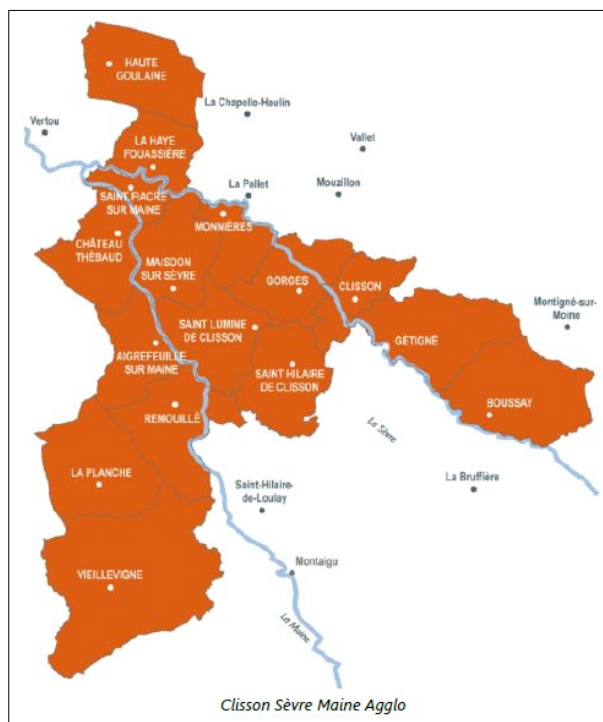 HAUTE
GOULAINE
La Chapelle-Heulin
Vertou
LA HAYE
FOUASSIÈRE
Vallet
La Pallet
Mouzillon
SAINT FIACRE
SUR MAINE
MONNIÈRES
CHÂTEAU
THÉBAUD
MAISDON
SUR SÈVRE
GORGES
CLISSON
Montigné-sur-
Moine
SAINT LUMINE
DE CLISSON
GÉTIGNÉ
AIGREFEUILLE
SUR MAINE
SAINT HILAIRE
DE CLISSON
BOUSSAY
REMOUILLÉ
La Sèvre
LA PLANCHE
Saint-Hilaire-
de-Loulay
La Bruffière
Montaigu
VIEILLEVIGNE
La Maine
Clisson Sèvre Maine Agglo